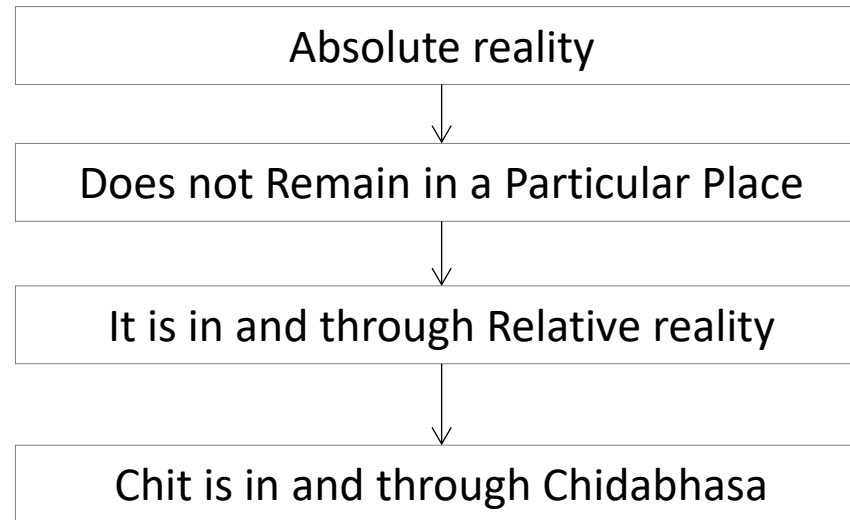 Absolute reality
Does not Remain in a Particular Place
It is in and through Relative reality
Chit is in and through Chidabhasa